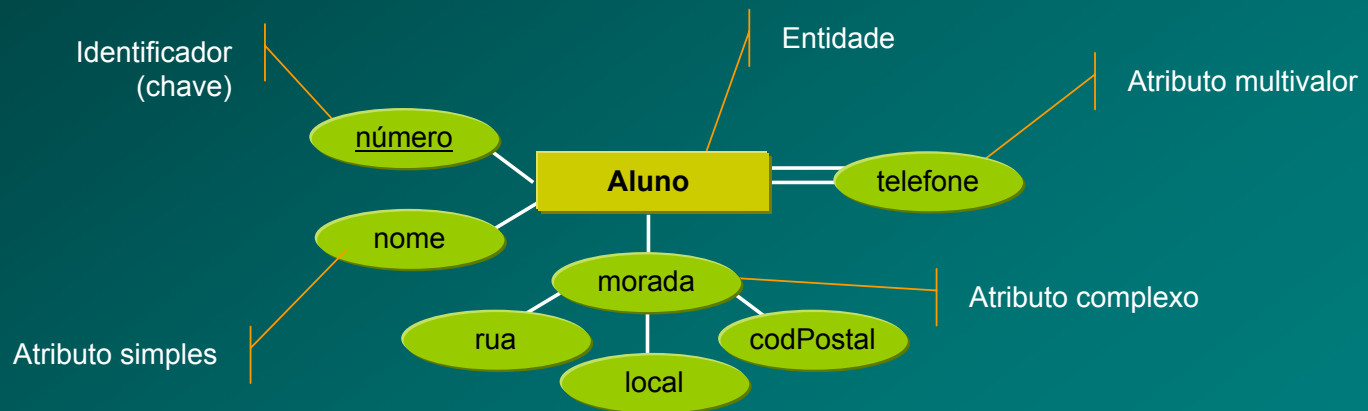 Identificador
(chave)
Entidade
Atributo multivalor
número
Aluno
telefone
nome
morada
Atributo complexo
rua
codPostal
Atributo simples
local